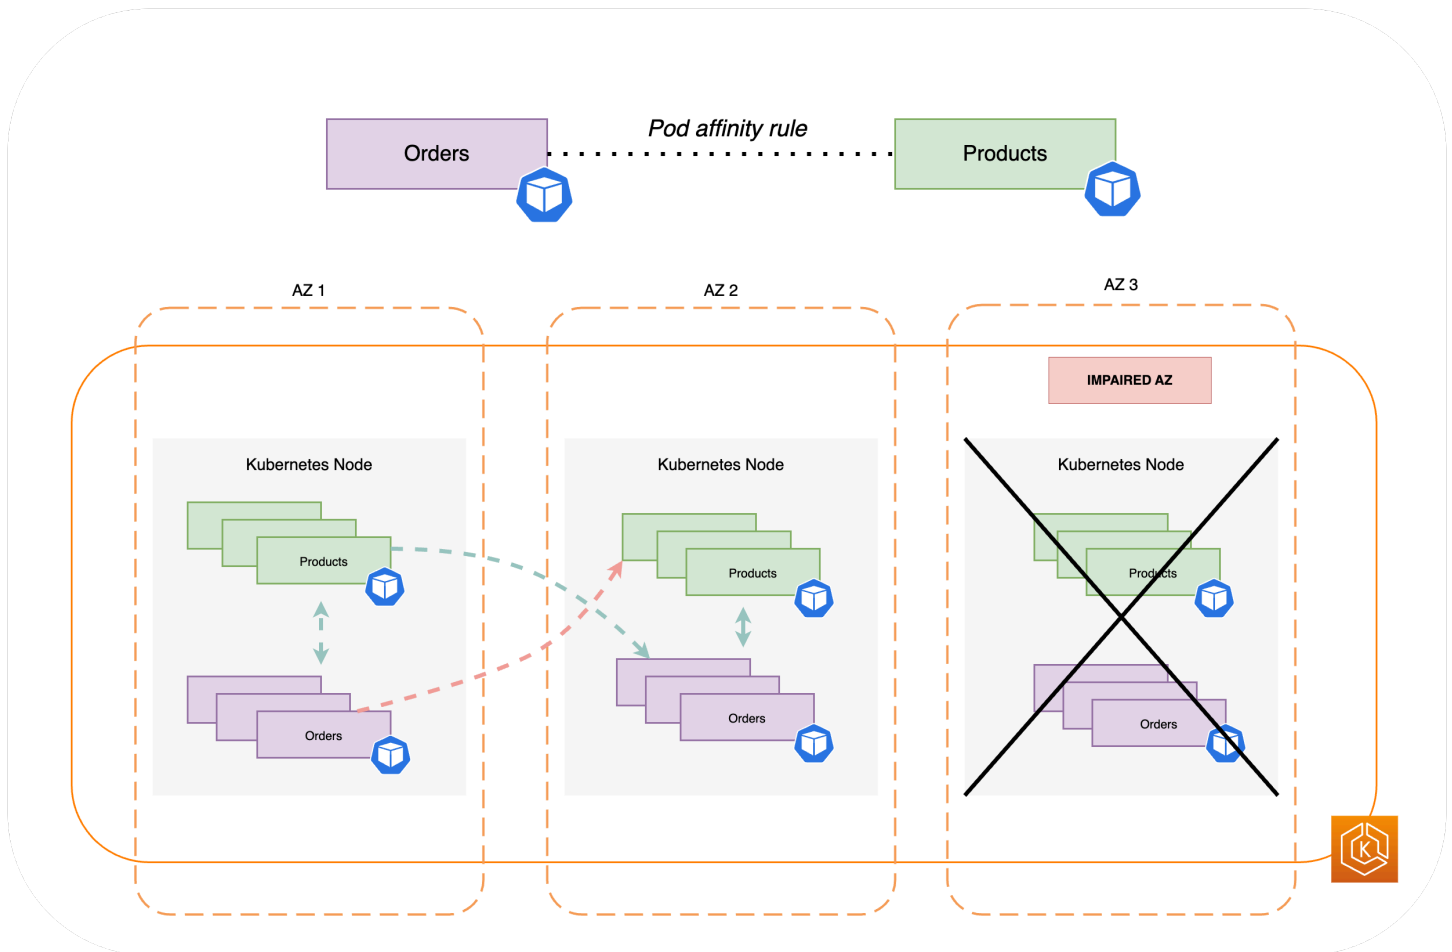 Pod affinity rule
Orders
Products
AZ 1
AZ 2
AZ 3
IMPAIRED AZ
Kubernetes Node
Kubernetes Node
Kubernetes Node
Products
Products
Products
Orders
Orders
Orders
K